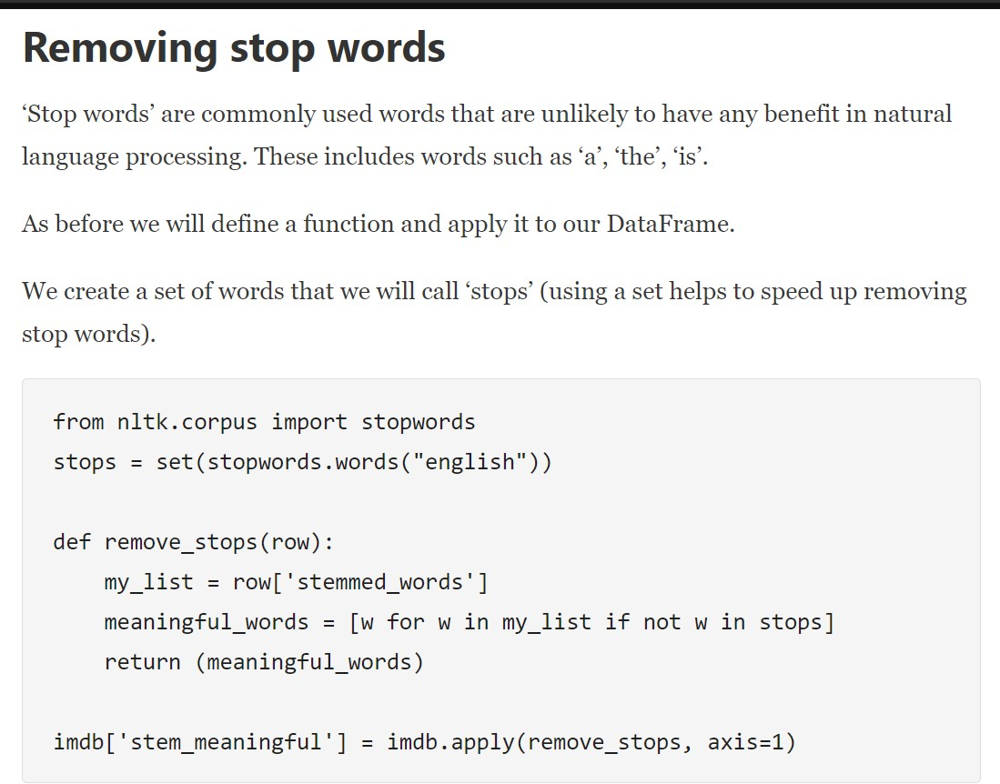 Removing stop words
‘Stop words’ are commonly used words that are unlikely to have any benefit in natural
language processing. These includes words such as ‘a’, ‘the’, ‘is’.
As before we will define a function and apply it to our DataFrame.
We create a set of words that we will call ‘stops’ (using a set helps to speed up removing
stop words).
from nltk.corpus import stopwords
stops = set(stopwords.words("english"))
def remove_stops(row):
    my_list = row['stemmed_words']
    meaningful_words = [w for w in my_list if not w in stops]
    return (meaningful_words)
imdb['stem_meaningful'] = imdb.apply(remove_stops, axis=1)